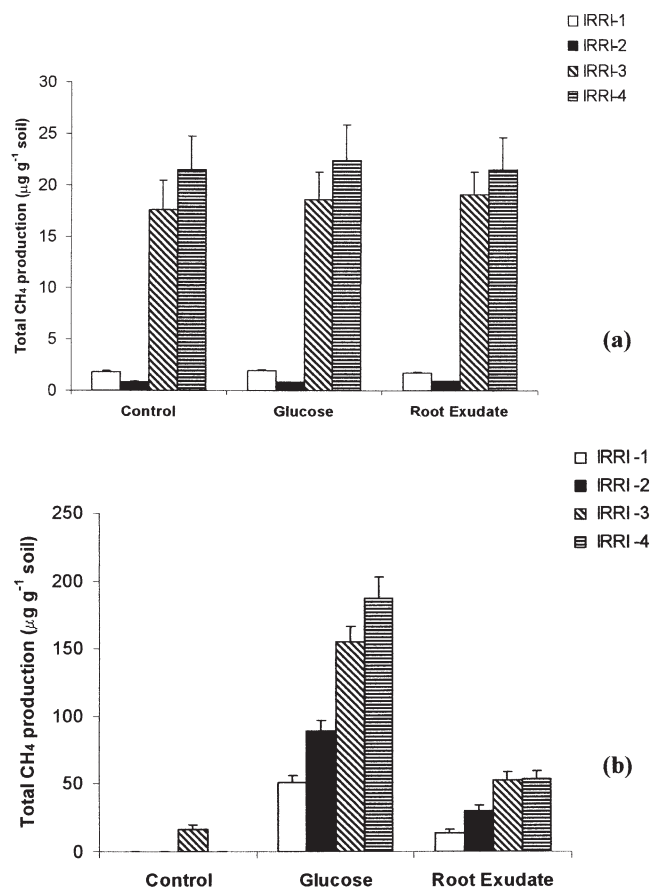 IRRI-1
IRRI-2
IRRI-3
IRRI-4
Total CH₄ production (µg g⁻¹ soil)
30
25
20
15
10
5
0
Control Glucose Root Exudate
(a)
IRRI -1
IRRI -2
IRRI -3
IRRI -4
Total CH₄ production (µg g⁻¹ soil)
250
200
150
100
50
0
Control Glucose Root Exudate
(b)